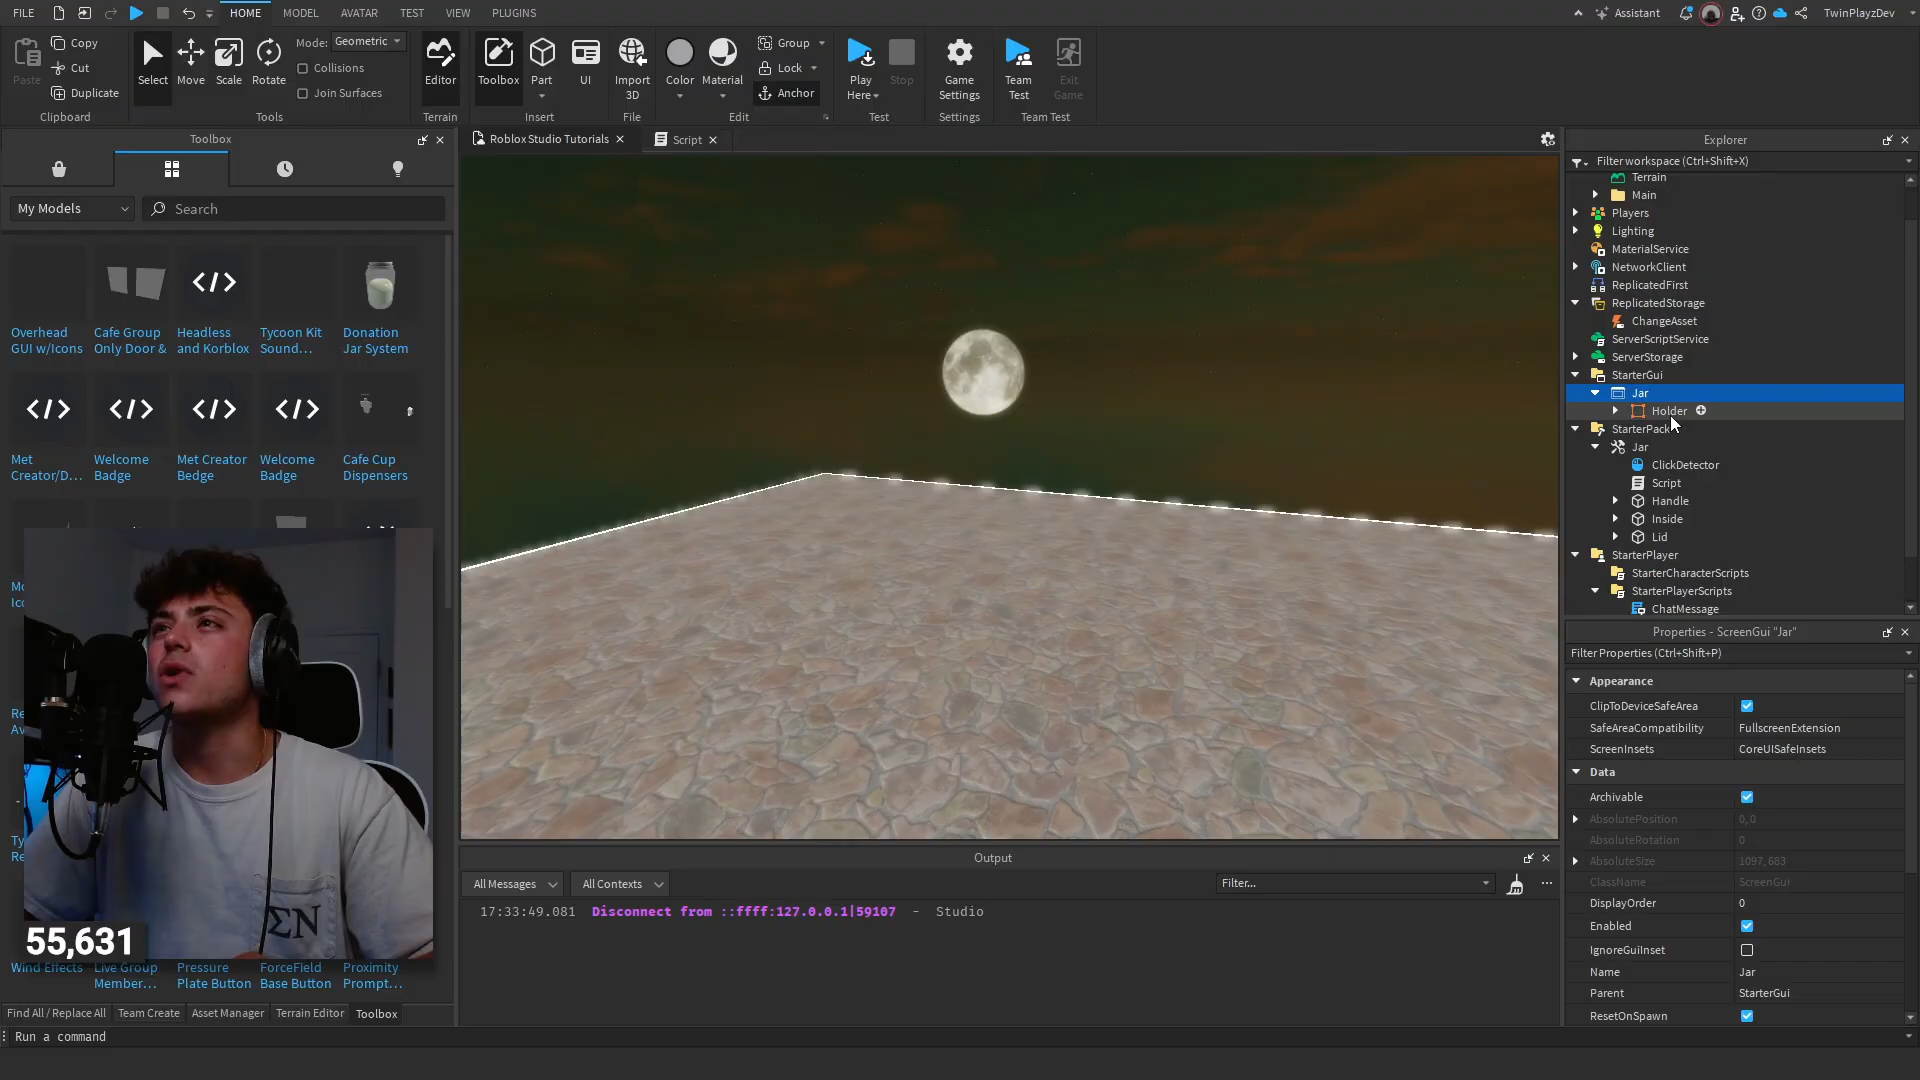 FILE
HOME
MODEL
AVATAR
TEST
VIEW
PLUGINS
Assistant
TwinPlayzDev
Paste
Copy
Cut
Duplicate
Clipboard
Select
Move
Scale
Rotate
Mode:
Geometric
Collisions
Join Surfaces
Tools
Editor
Terrain
Toolbox
Part
UI
Insert
Import
3D
File
Color
Material
Group
Lock
Anchor
Edit
Play
Here
Stop
Test
Game
Settings
Settings
Team
Test
Exit
Game
Team Test
Toolbox
My Models
Search
Overhead
GUI w/Icons
Cafe Group
Only Door &
Headless
and Korblox
Tycoon Kit
Sound...
Donation
Jar System
Met
Creator/D...
Welcome
Badge
Met Creator
Bedge
Welcome
Badge
Cafe Cup
Dispensers
55,631
Wind Effects
Live Group
Member...
Pressure
Plate Button
ForceField
Base Button
Proximity
Prompt...
Find All / Replace All
Team Create
Asset Manager
Terrain Editor
Toolbox
Run a command
Roblox Studio Tutorials
Script
Output
All Messages
All Contexts
Filter...
17:33:49.081 Disconnect from ::ffff:127.0.0.1|59107 - Studio
Explorer
Filter workspace (Ctrl+Shift+X)
Terrain
Main
Players
Lighting
MaterialService
NetworkClient
ReplicatedFirst
ReplicatedStorage
ChangeAsset
ServerScriptService
ServerStorage
StarterGui
Jar
Holder
StarterPack
Jar
ClickDetector
Script
Handle
Inside
Lid
StarterPlayer
StarterCharacterScripts
StarterPlayerScripts
ChatMessage
Properties - ScreenGui "Jar"
Filter Properties (Ctrl+Shift+P)
Appearance
ClipToDeviceSafeArea
SafeAreaCompatibility FullscreenExtension
ScreenInsets CoreUISafeInsets
Data
Archivable
AbsolutePosition 0, 0
AbsoluteRotation 0
AbsoluteSize 1097, 683
ClassName ScreenGui
DisplayOrder 0
Enabled
IgnoreGuiInset
Name Jar
Parent StarterGui
ResetOnSpawn